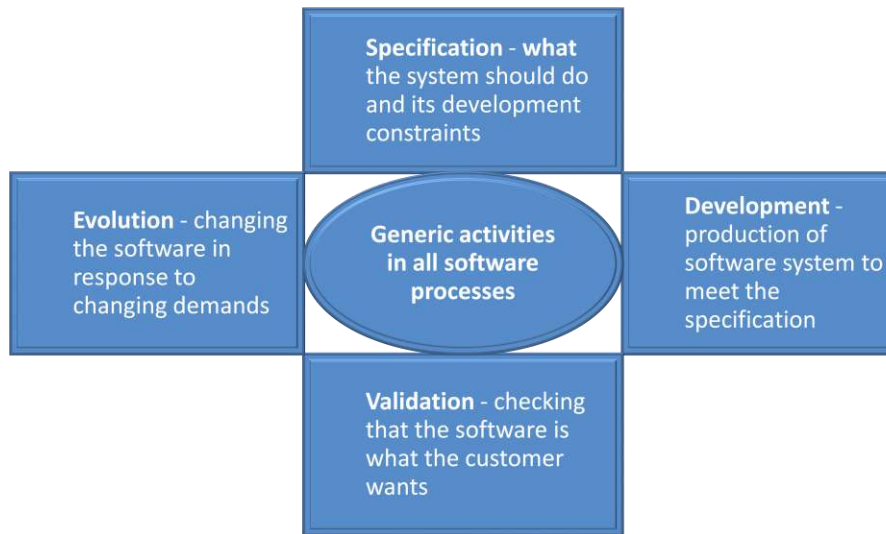 Specification - what
the system should do
and its development
constraints
Evolution - changing
the software in
response to
changing demands
Generic activities
in all software
processes
Development -
production of
software system to
meet the
specification
Validation - checking
that the software is
what the customer
wants